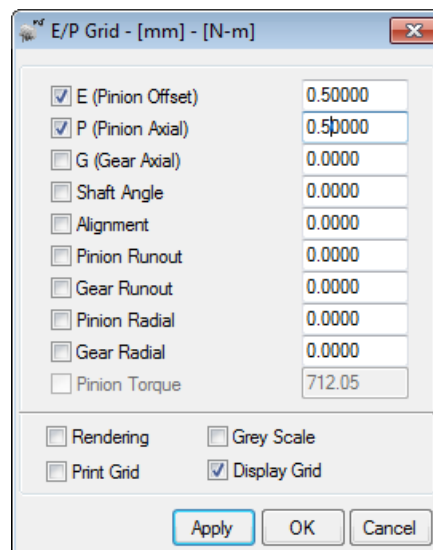 E/P Grid - [mm] - [N-m]
E (Pinion Offset) 0.50000
P (Pinion Axial) 0.50000
G (Gear Axial) 0.0000
Shaft Angle 0.0000
Alignment 0.0000
Pinion Runout 0.0000
Gear Runout 0.0000
Pinion Radial 0.0000
Gear Radial 0.0000
Pinion Torque 712.05
Rendering Grey Scale
Print Grid Display Grid
Apply OK Cancel